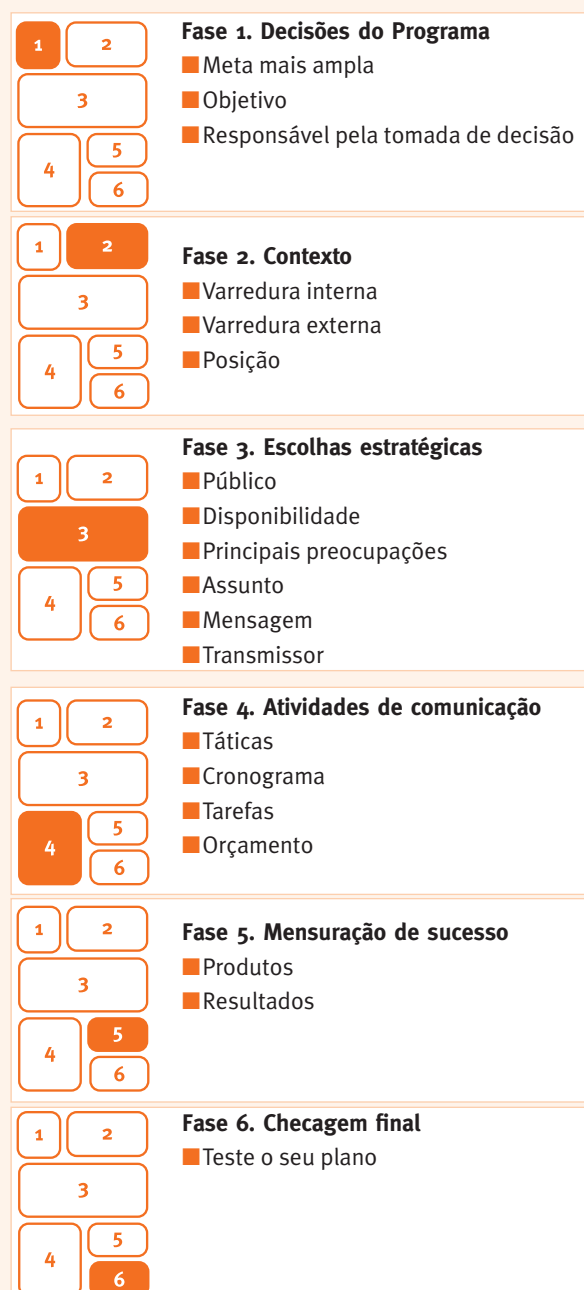 1
2
3
4
5
6
Fase 1. Decisões do Programa
Meta mais ampla
Objetivo
Responsável pela tomada de decisão
1
2
3
4
5
6
Fase 2. Contexto
Varredura interna
Varredura externa
Posição
1
2
3
4
5
6
Fase 3. Escolhas estratégicas
Público
Disponibilidade
Principais preocupações
Assunto
Mensagem
Transmissor
1
2
3
4
5
6
Fase 4. Atividades de comunicação
Táticas
Cronograma
Tarefas
Orçamento
1
2
3
4
5
6
Fase 5. Mensuração de sucesso
Produtos
Resultados
1
2
3
4
5
6
Fase 6. Checagem final
Teste o seu plano